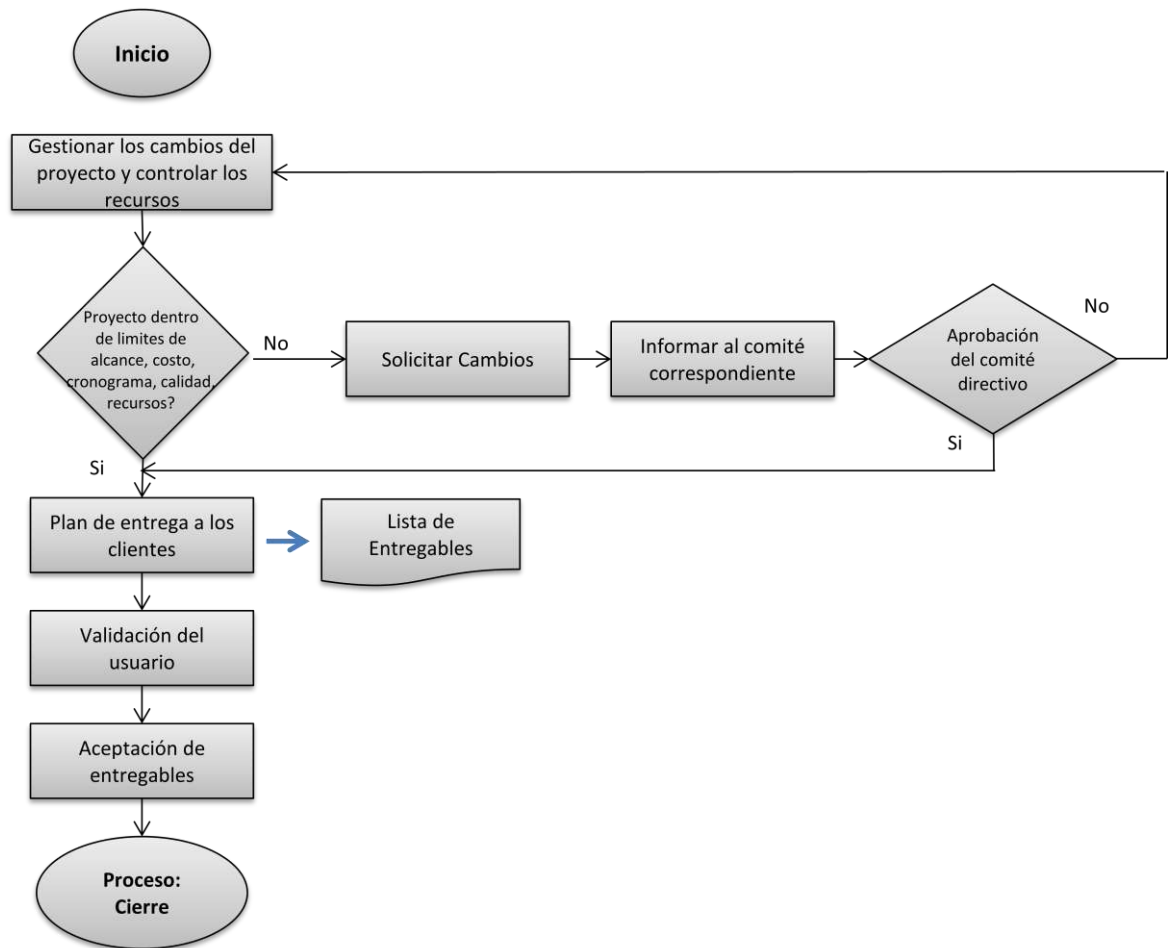 Inicio
Gestionar los cambios del
proyecto y controlar los
recursos
Proyecto dentro
de limites de
alcance, costo,
cronograma, calidad,
recursos?
No
Solicitar Cambios
Informar al comité
correspondiente
Aprobación
del comité
directivo
No
Si
Si
Plan de entrega a los
clientes
Lista de
Entregables
Validación del
usuario
Aceptación de
entregables
Proceso:
Cierre